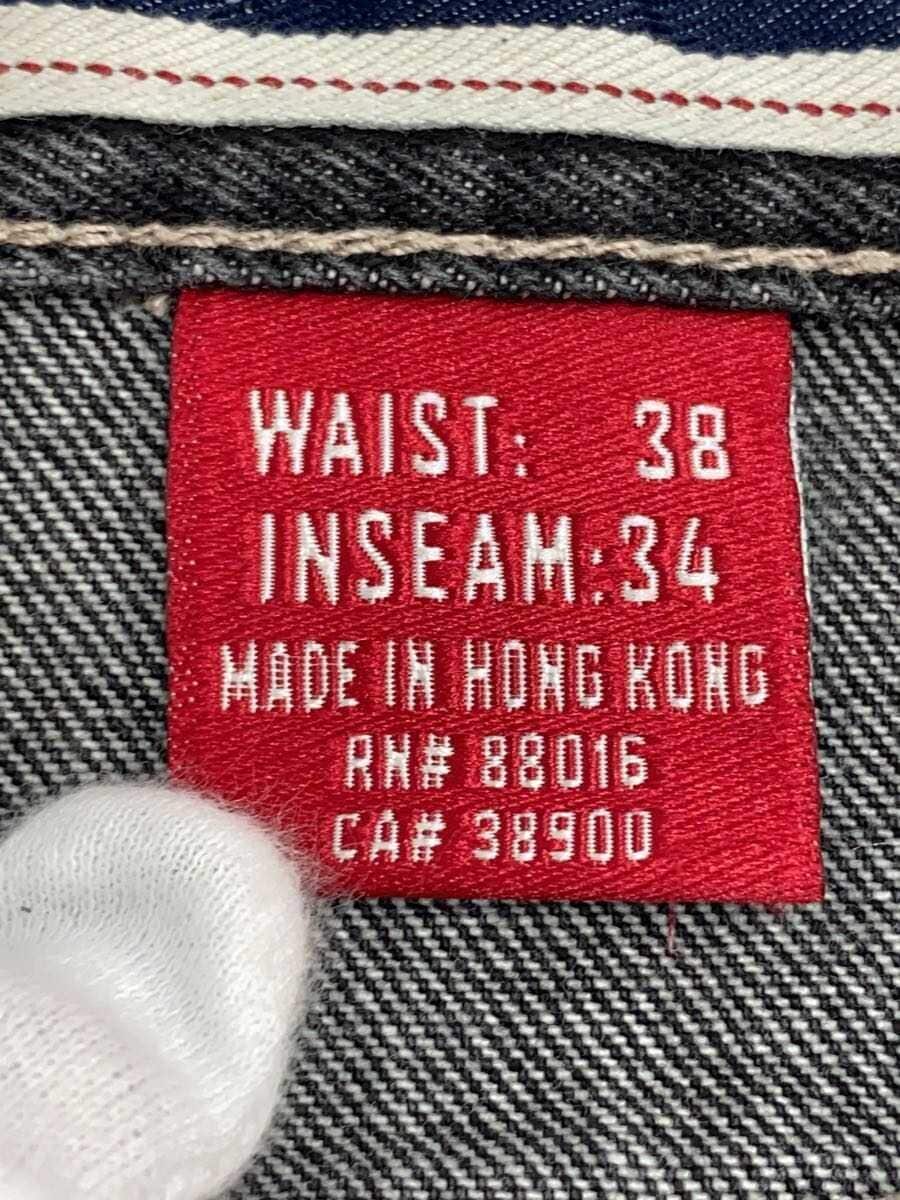 WAIST: 38
INSEAM:34
MADE IN HONG KONG
RN# 88016
CA# 38900